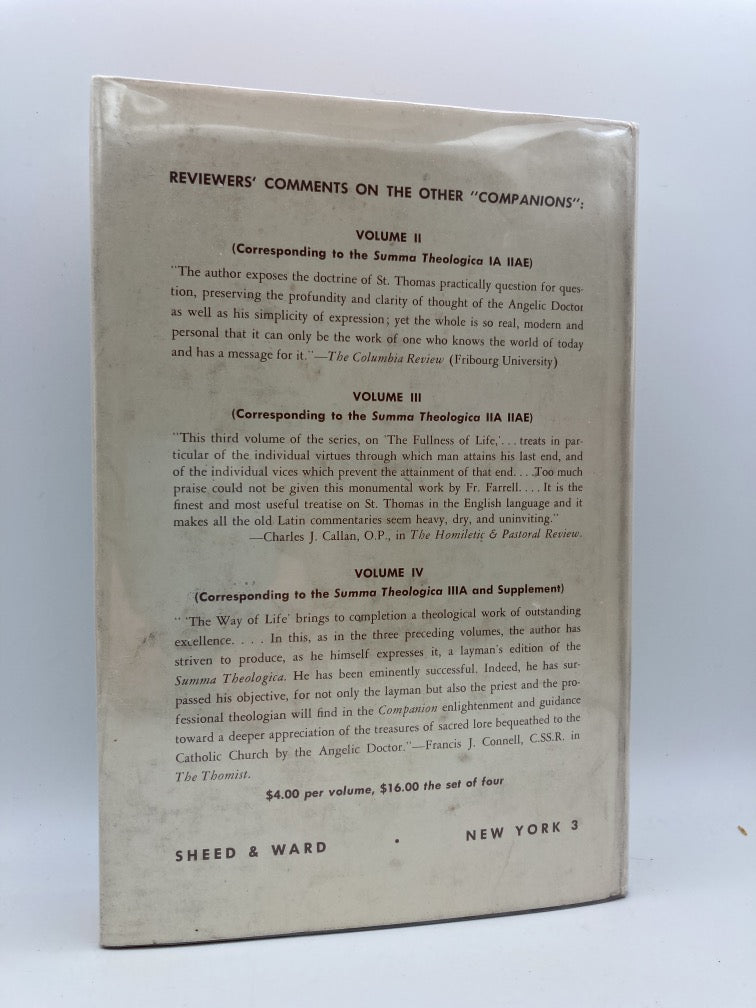 REVIEWERS' COMMENTS ON THE OTHER "COMPANIONS":
VOLUME II
(Corresponding to the Summa Theologica IA IIAE)
"The author exposes the doctrine of St. Thomas practically question for ques-
tion, preserving the profundity and clarity of thought of the Angelic Doctor
as well as his simplicity of expression; yet the whole is so real, modern and
personal that it can only be the work of one who knows the world of today
and has a message for it."—The Columbia Review (Fribourg University)
VOLUME III
(Corresponding to the Summa Theologica IIA IIAE)
"This third volume of the series, on 'The Fullness of Life,'. . . treats in par-
ticular of the individual virtues through which man attains his last end, and
of the individual vices which prevent the attainment of that end. . . .Too much
praise could not be given this monumental work by Fr. Farrell. . . . It is the
finest and most useful treatise on St. Thomas in the English language and it
makes all the old Latin commentaries seem heavy, dry, and uninviting."
—Charles J. Callan, O.P., in The Homiletic & Pastoral Review.
VOLUME IV
(Corresponding to the Summa Theologica IIIA and Supplement)
" 'The Way of Life' brings to completion a theological work of outstanding
excellence. . . . In this, as in the three preceding volumes, the author has
striven to produce, as he himself expresses it, a layman's edition of the
Summa Theologica. He has been eminently successful. Indeed, he has sur-
passed his objective, for not only the layman but also the priest and the pro-
fessional theologian will find in the Companion enlightenment and guidance
toward a deeper appreciation of the treasures of sacred lore bequeathed to the
Catholic Church by the Angelic Doctor."—Francis J. Connell, C.SS.R. in
The Thomist.
$4.00 per volume, $16.00 the set of four
SHEED & WARD • NEW YORK 3